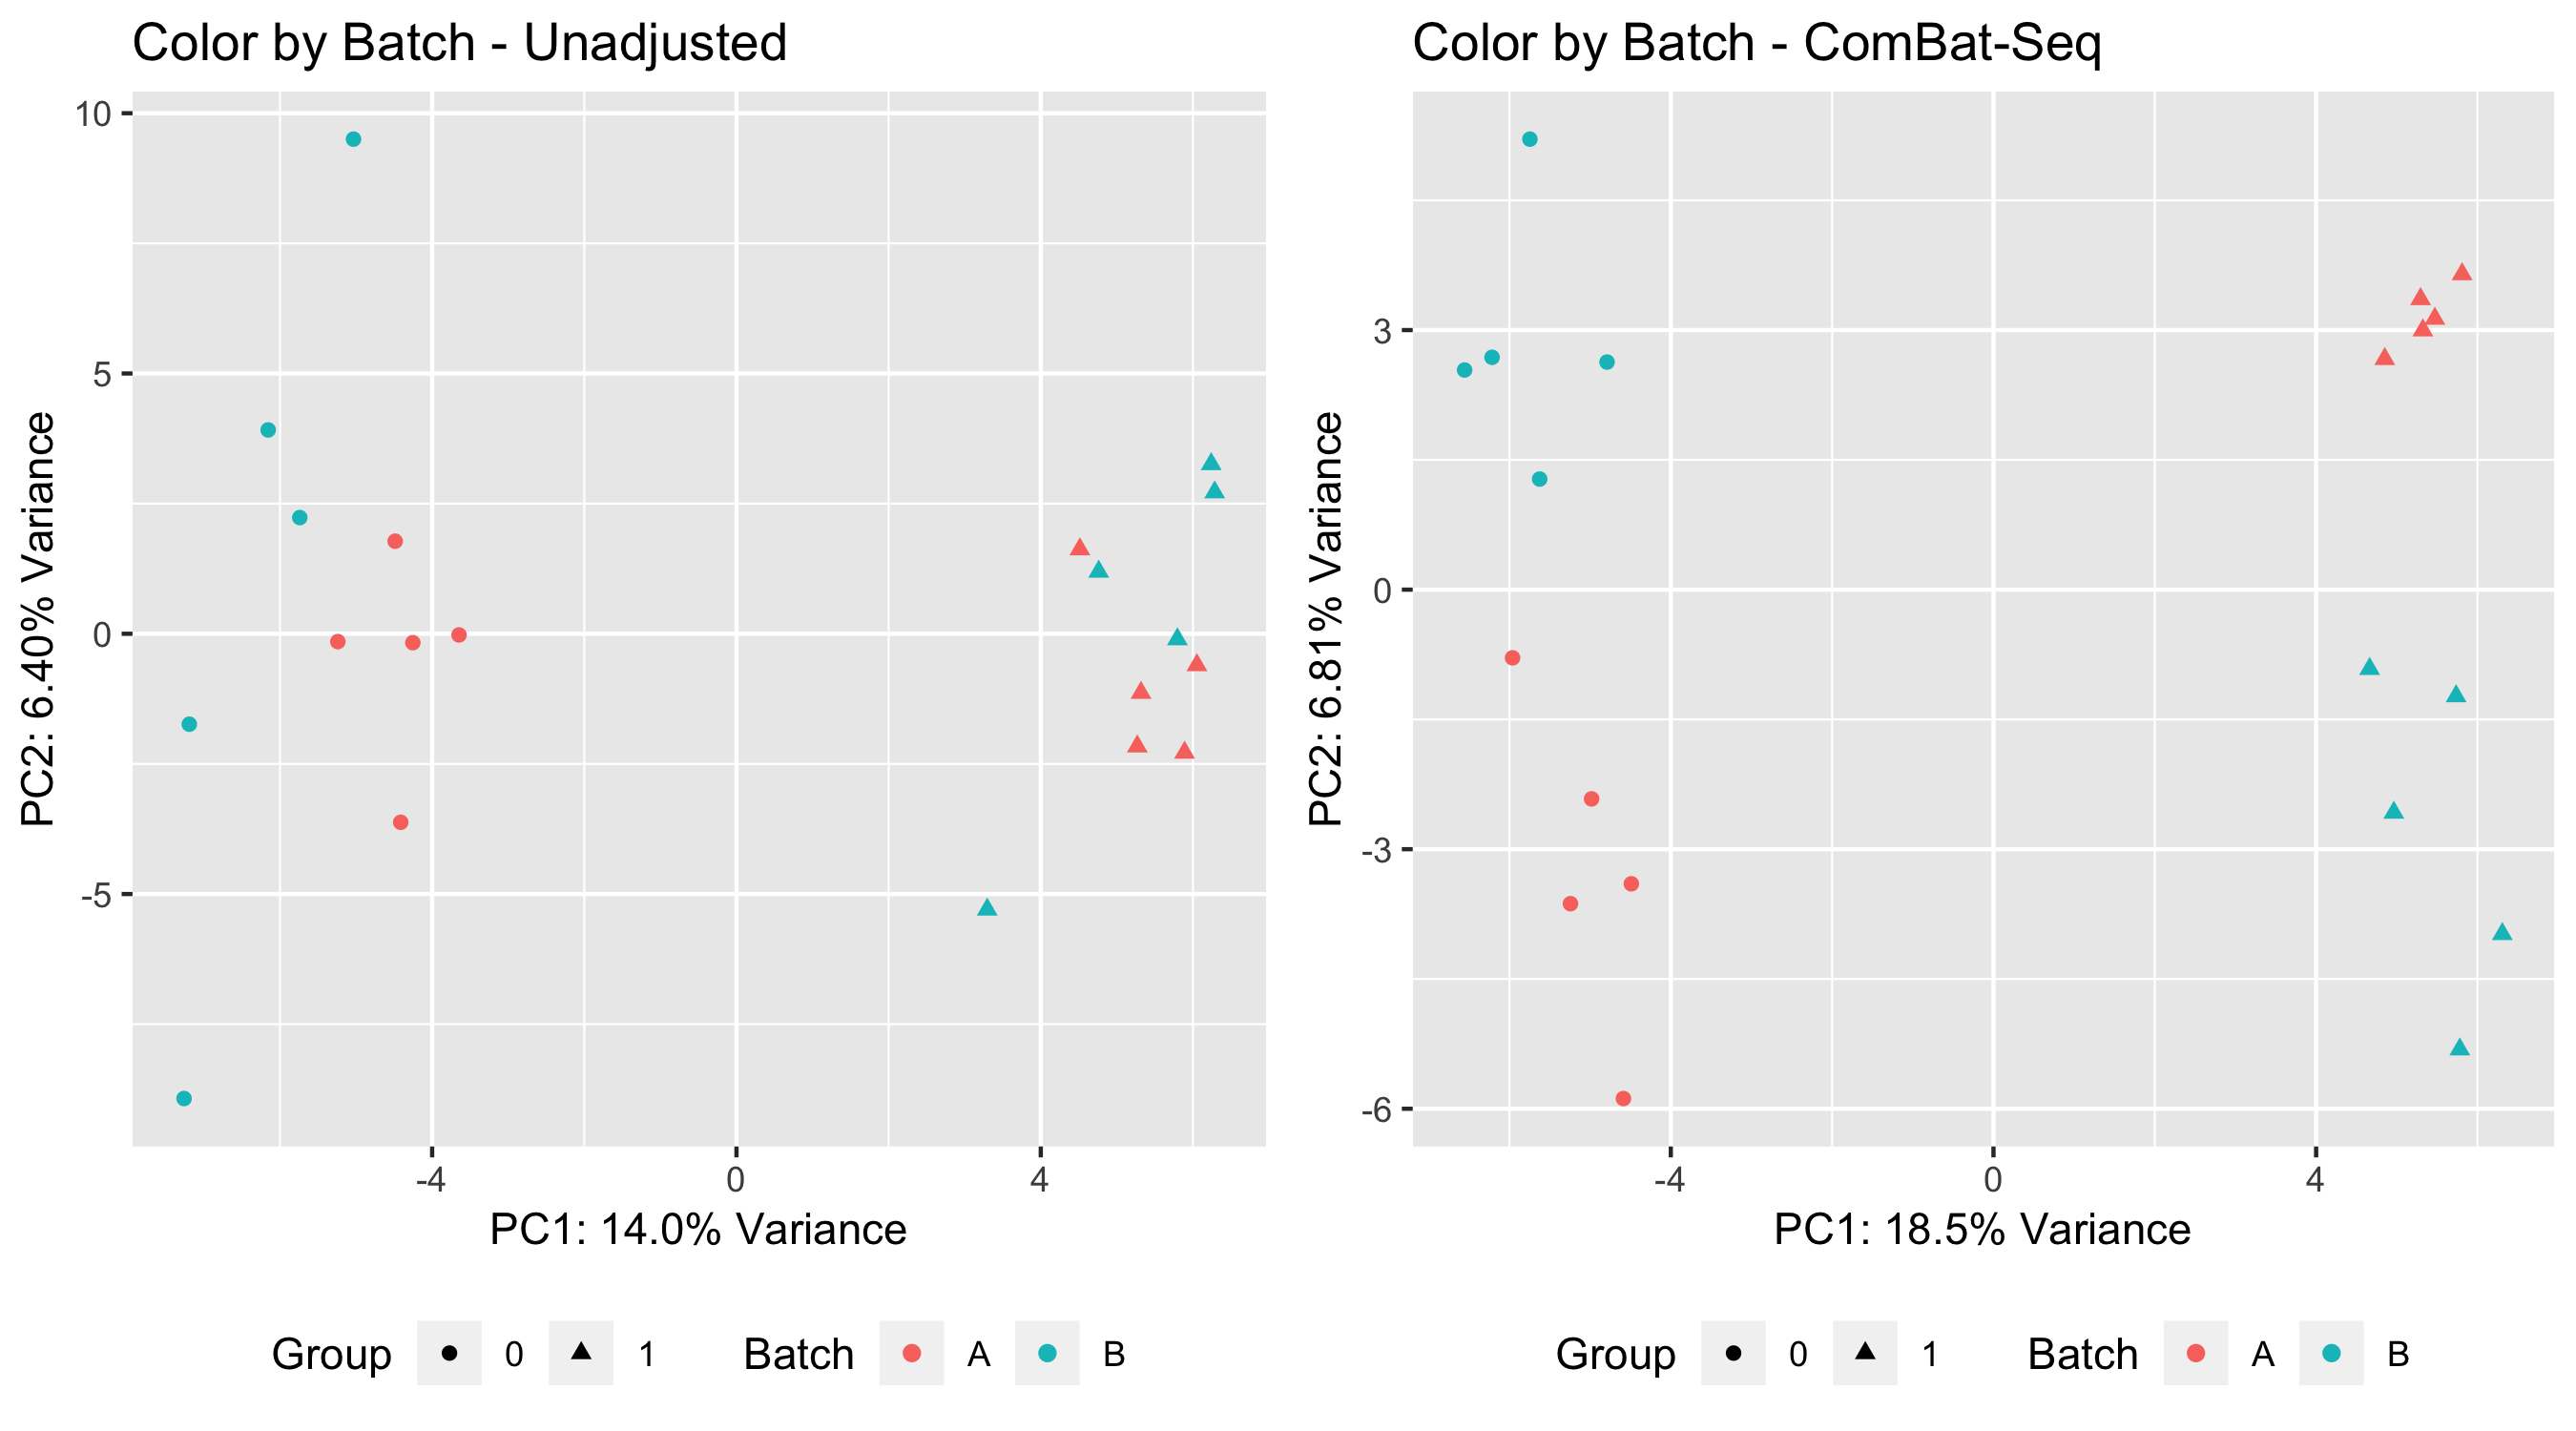 Color by Batch - Unadjusted
10
5
0
-5
PC2: 6.40% Variance
-4 0 4
PC1: 14.0% Variance
Group 0 1 Batch A B
Color by Batch - ComBat-Seq
3
0
-3
-6
PC2: 6.81% Variance
-4 0 4
PC1: 18.5% Variance
Group 0 1 Batch A B